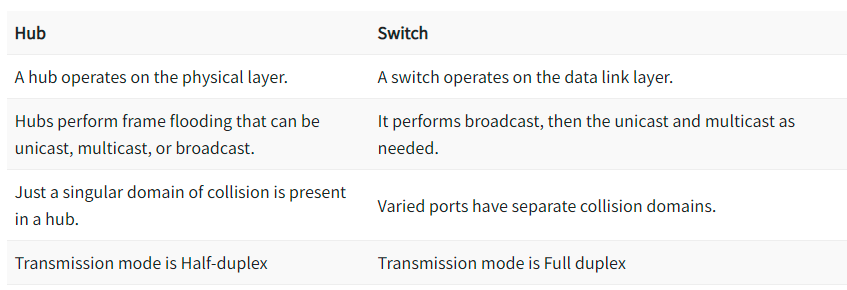 Hub Switch
A hub operates on the physical layer. A switch operates on the data link layer.
Hubs perform frame flooding that can be
unicast, multicast, or broadcast.
It performs broadcast, then the unicast and multicast as
needed.
Just a singular domain of collision is present
in a hub.
Varied ports have separate collision domains.
Transmission mode is Half-duplex Transmission mode is Full duplex